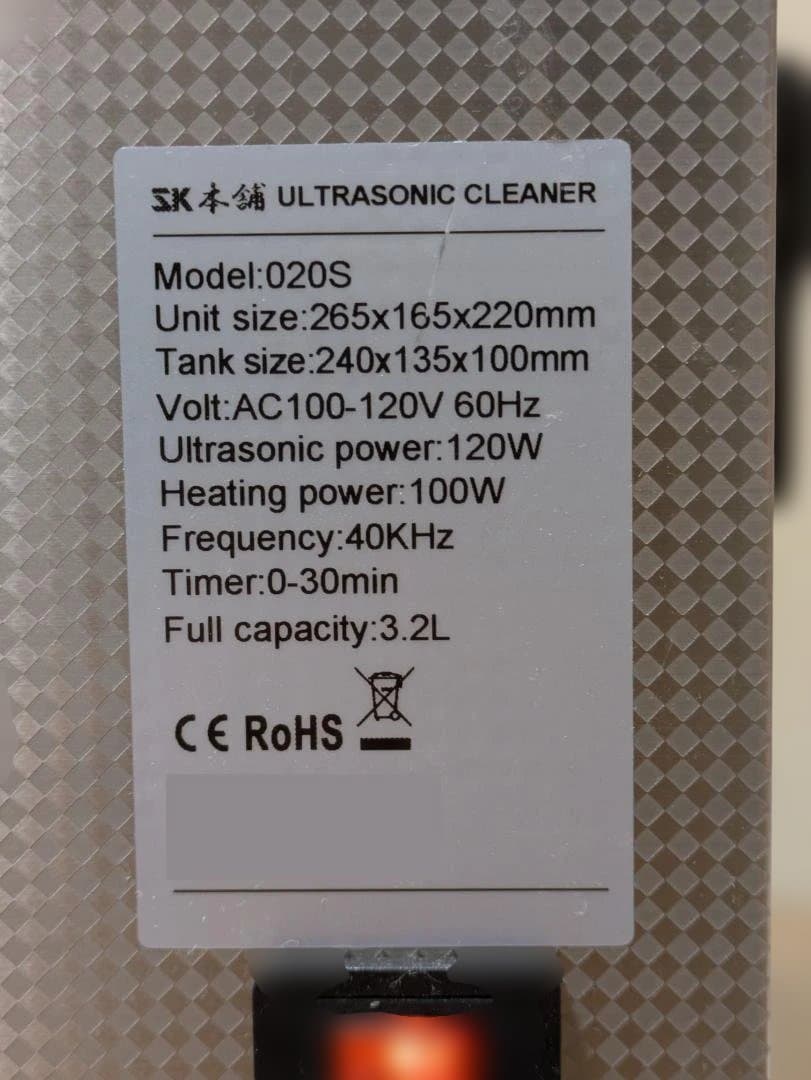 SK本舗 ULTRASONIC CLEANER
Model:020S
Unit size:265x165x220mm
Tank size:240x135x100mm
Volt:AC100-120V 60Hz
Ultrasonic power:120W
Heating power:100W
Frequency:40KHz
Timer:0-30min
Full capacity:3.2L
CE RoHS